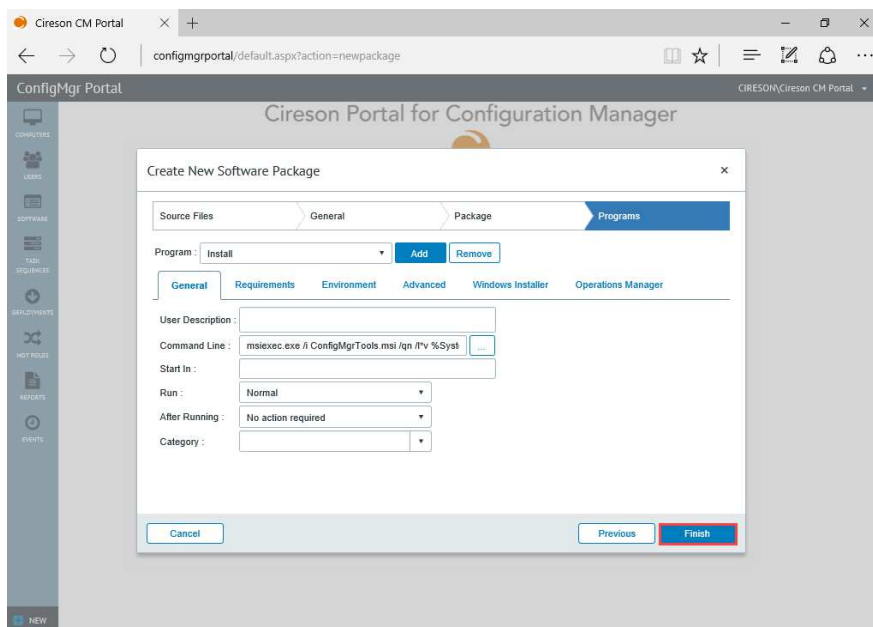 Cireson CM Portal
configmgrportal/default.aspx?action=newpackage
ConfigMgr Portal
CIRESON\Cireson CM Portal
Cireson Portal for Configuration Manager
COMPUTERS
USERS
SOFTWARE
TASK
SEQUENCES
DEPLOYMENTS
HOT ROLES
REPORTS
EVENTS
NEW
Create New Software Package
Source Files General Package Programs
Program : Install Add Remove
General Requirements Environment Advanced Windows Installer Operations Manager
User Description :
Command Line : msiexec.exe /i ConfigMgrTools.msi /qn /l*v %Syst ...
Start In :
Run : Normal
After Running : No action required
Category :
Cancel Previous Finish